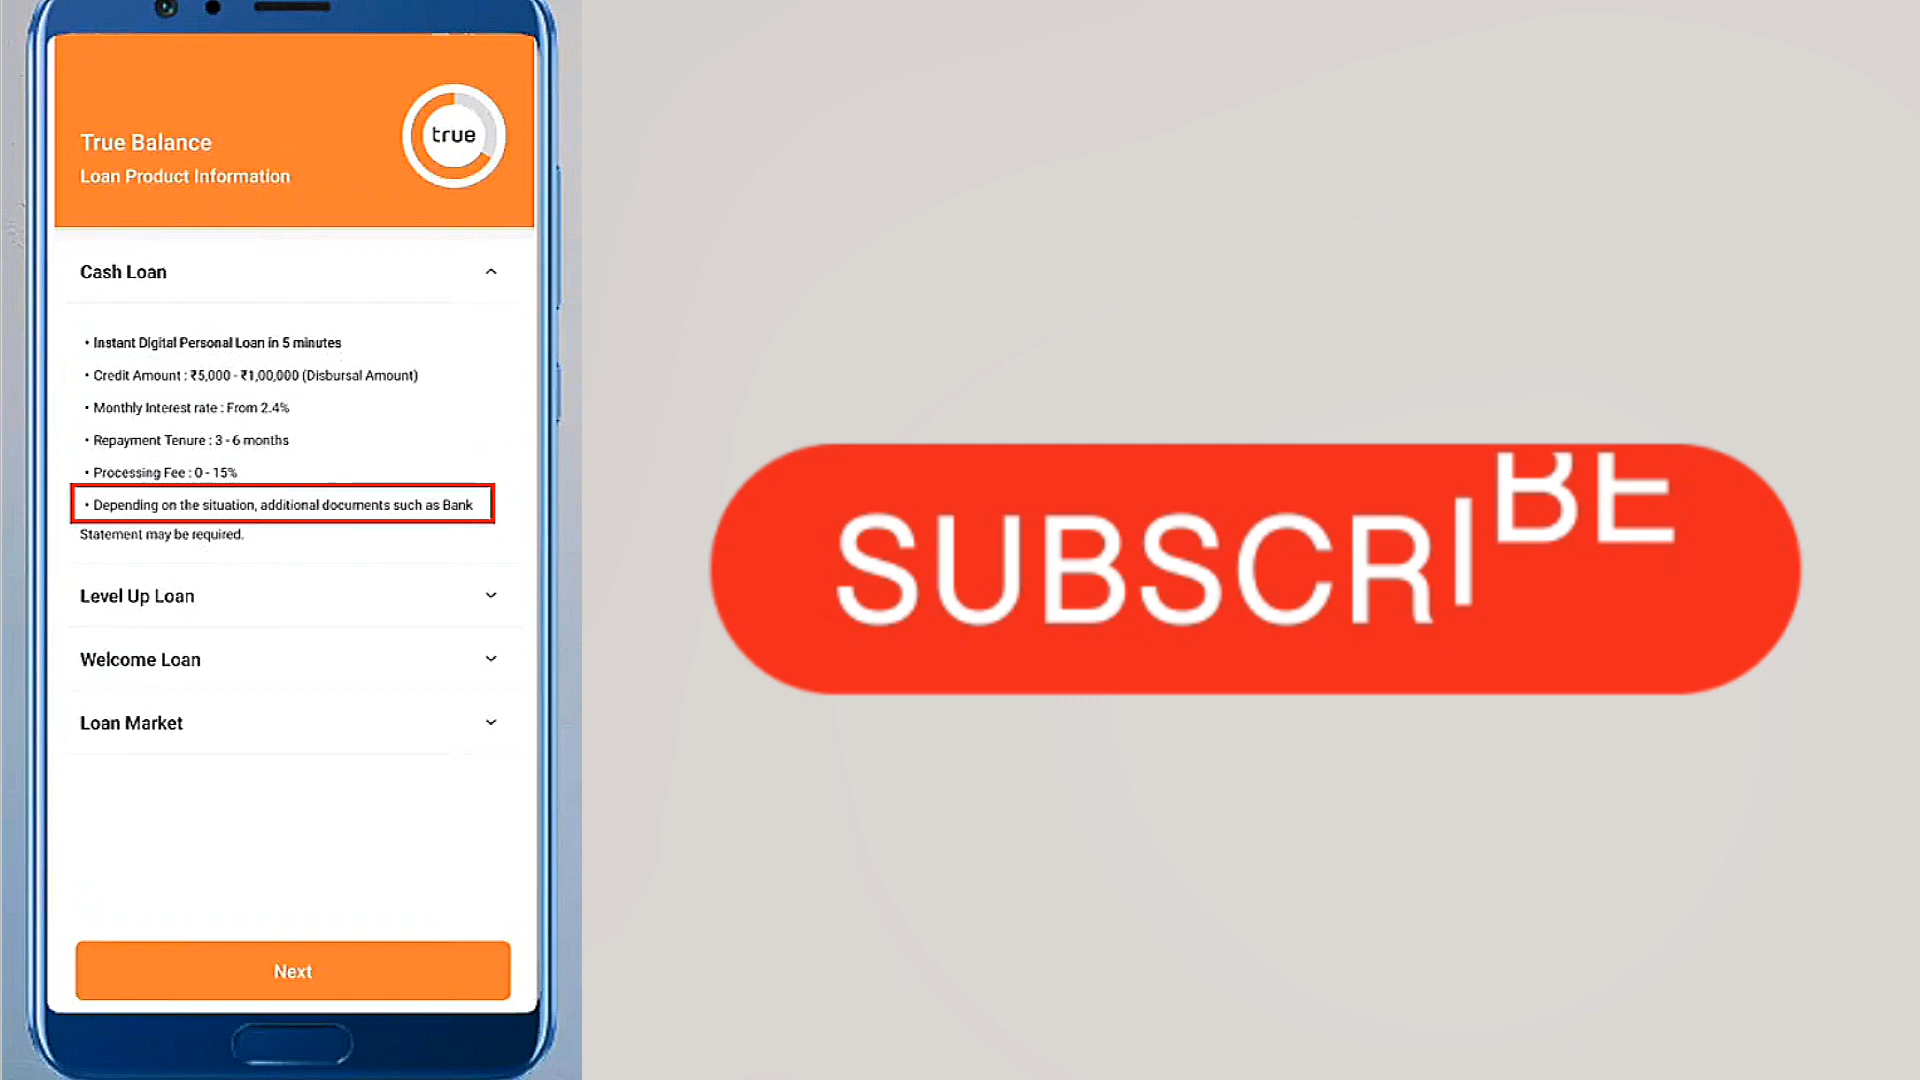 true
True Balance
Loan Product Information
Cash Loan
• Instant Digital Personal Loan in 5 minutes
• Credit Amount : ₹5,000 - ₹1,00,000 (Disbursal Amount)
• Monthly Interest rate : From 2.4%
• Repayment Tenure : 3 - 6 months
• Processing Fee : 0 - 15%
• Depending on the situation, additional documents such as Bank
Statement may be required.
Level Up Loan
Welcome Loan
Loan Market
Next
SUBSCRIBE